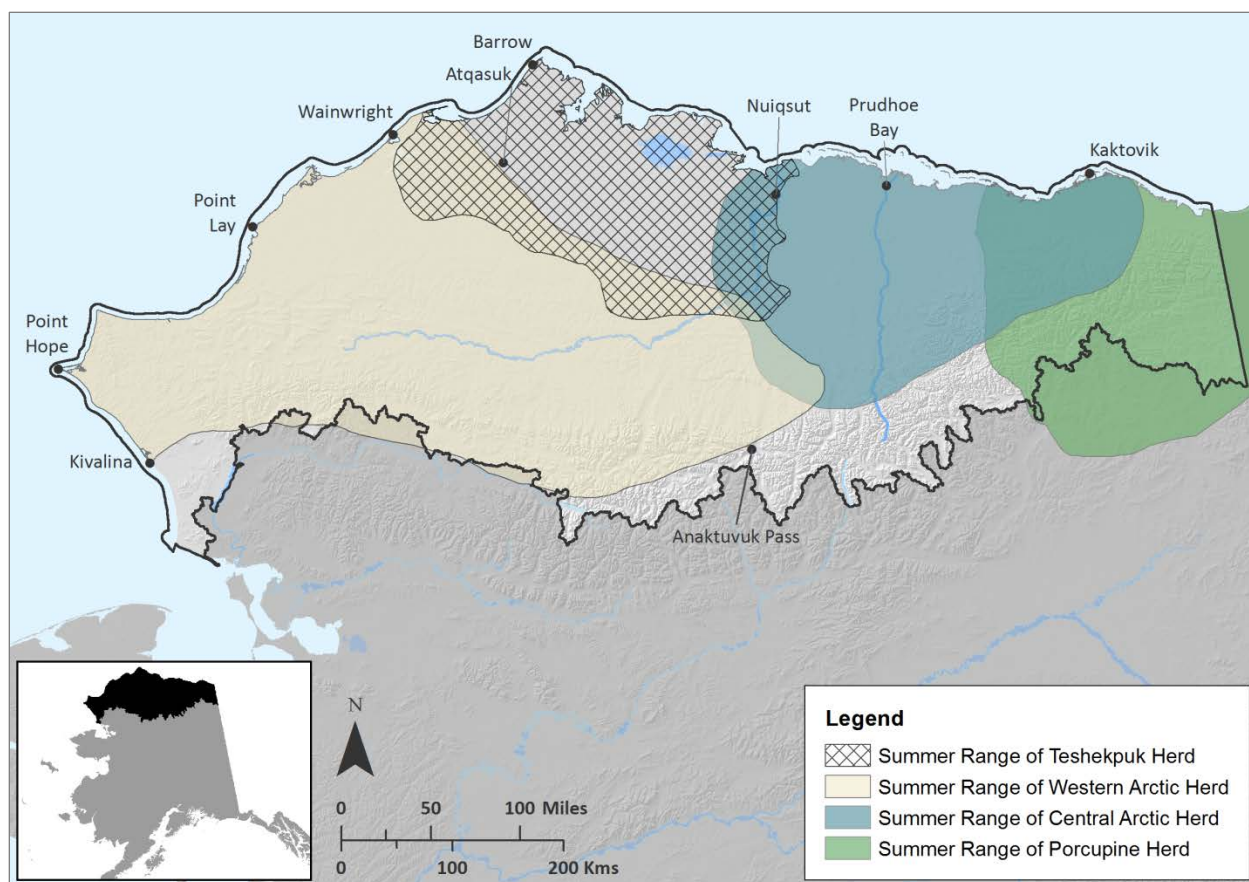 Barrow
Atqasuk
Wainwright
Nuiqsut
Prudhoe
Bay
Kaktovik
Point
Lay
Point
Hope
Kivalina
Anaktuvuk Pass
N
0 50 100 Miles
0 100 200 Kms
Legend
Summer Range of Teshekpuk Herd
Summer Range of Western Arctic Herd
Summer Range of Central Arctic Herd
Summer Range of Porcupine Herd